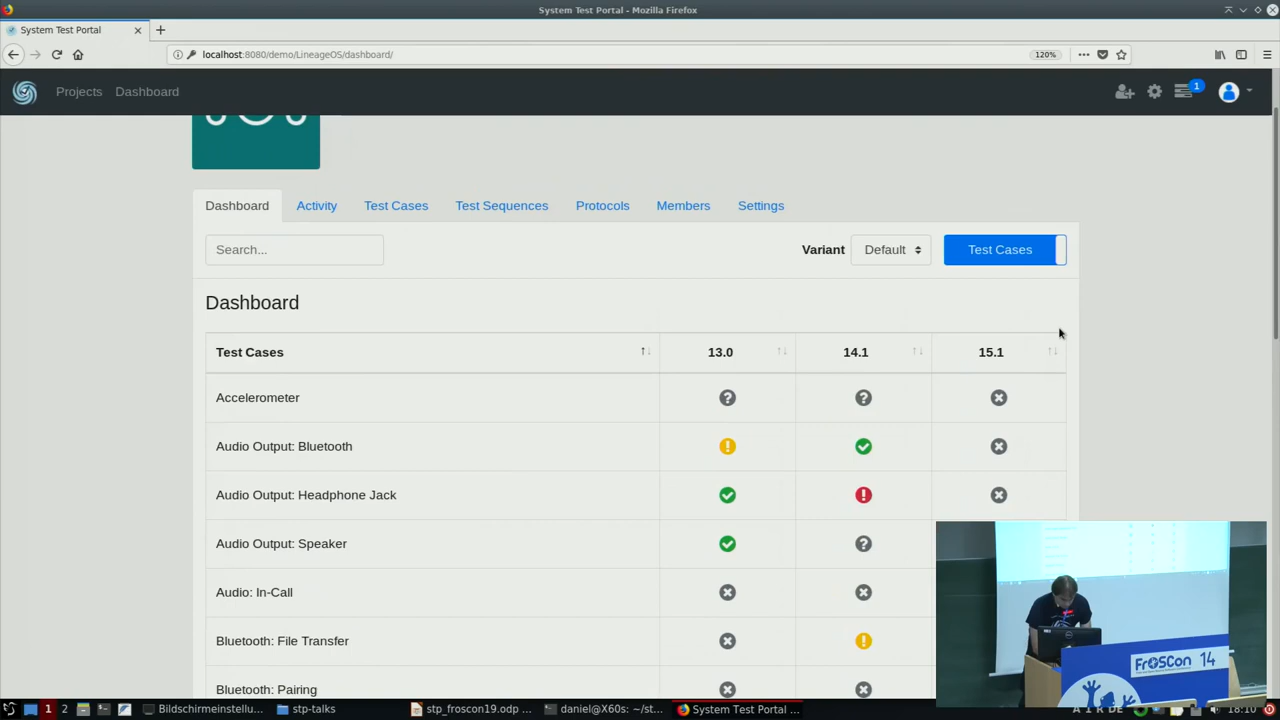 System Test Portal - Mozilla Firefox
System Test Portal
localhost:8080/demo/LineageOS/dashboard/
120%
Projects
Dashboard
1
Dashboard
Activity
Test Cases
Test Sequences
Protocols
Members
Settings
Search...
Variant
Default
Test Cases
Dashboard
Test Cases
13.0
14.1
15.1
Accelerometer
Audio Output: Bluetooth
Audio Output: Headphone Jack
Audio Output: Speaker
Audio: In-Call
Bluetooth: File Transfer
Bluetooth: Pairing
FrOSCon 14
1
2
Bildschirmeinstellu...
stp-talks
stp_froscon19.odp ...
daniel@X60s: ~/st...
System Test Portal ...
18:10